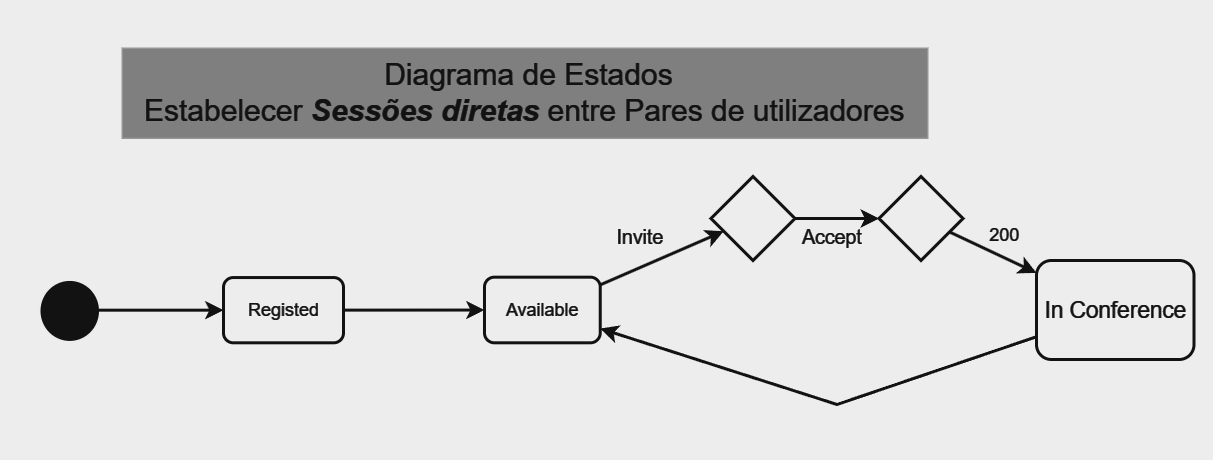 Diagrama de Estados
Estabelecer Sessões diretas entre Pares de utilizadores
Invite
Accept
200
Registed
Available
In Conference